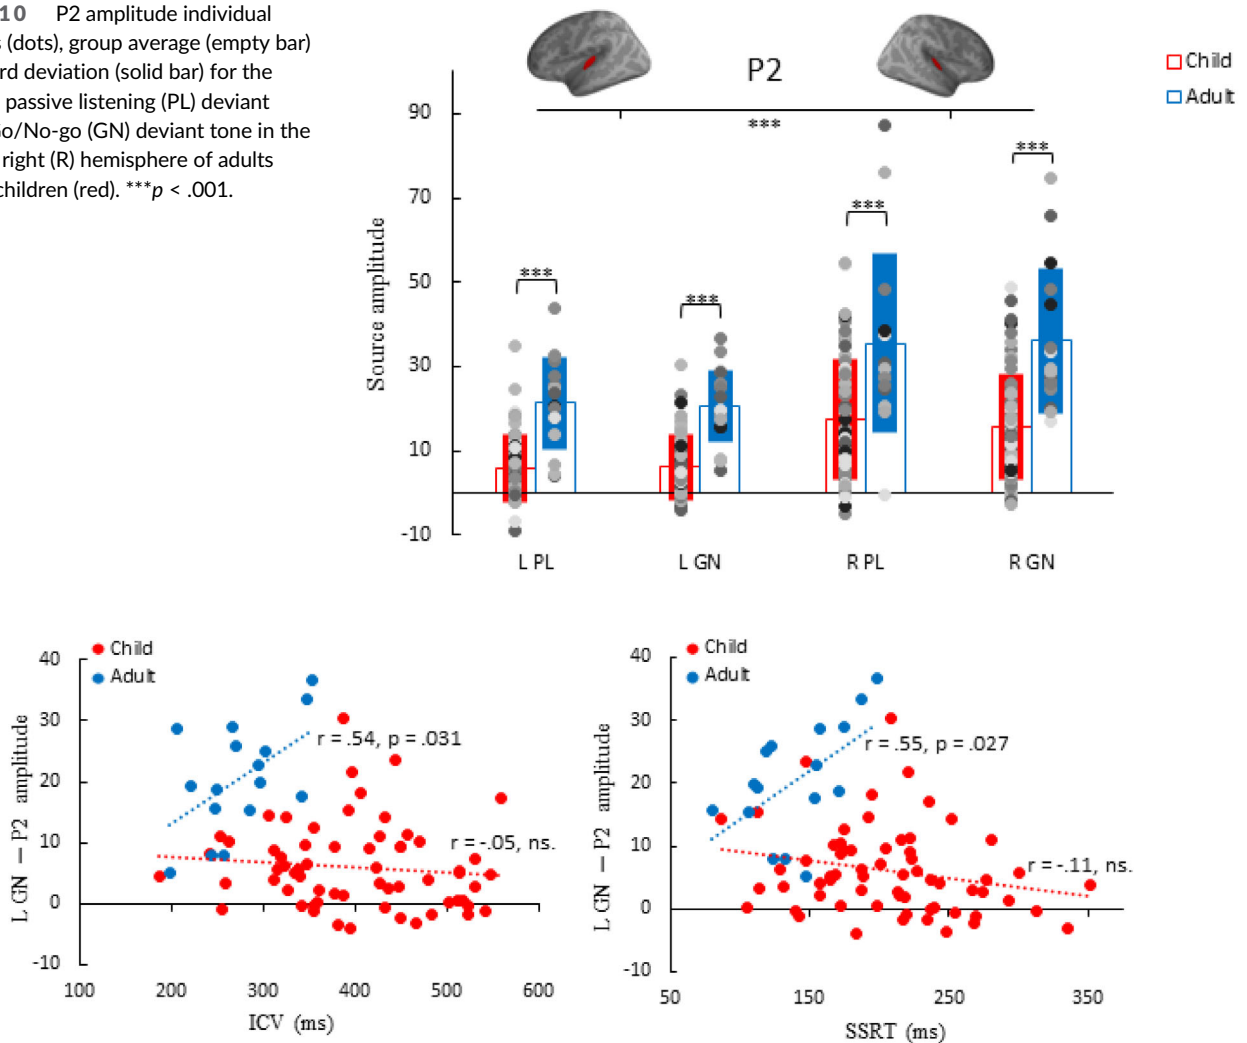 10 P2 amplitude individual
(dots), group average (empty bar)
deviation (solid bar) for the
passive listening (PL) deviant
Go/No-go (GN) deviant tone in the
right (R) hemisphere of adults
children (red). ***p < .001.
P2
Child
Adult
***
***
***
***
***
Source amplitude
90
70
50
30
10
-10
L PL
L GN
R PL
R GN
Child
Adult
40
30
20
10
0
-10
L GN – P2 amplitude
r = .54, p = .031
r = -.05, ns.
100
200
300
400
500
600
ICV (ms)
Child
Adult
40
30
20
10
0
-10
L GN – P2 amplitude
r = .55, p = .027
r = -.11, ns.
50
150
250
350
SSRT (ms)